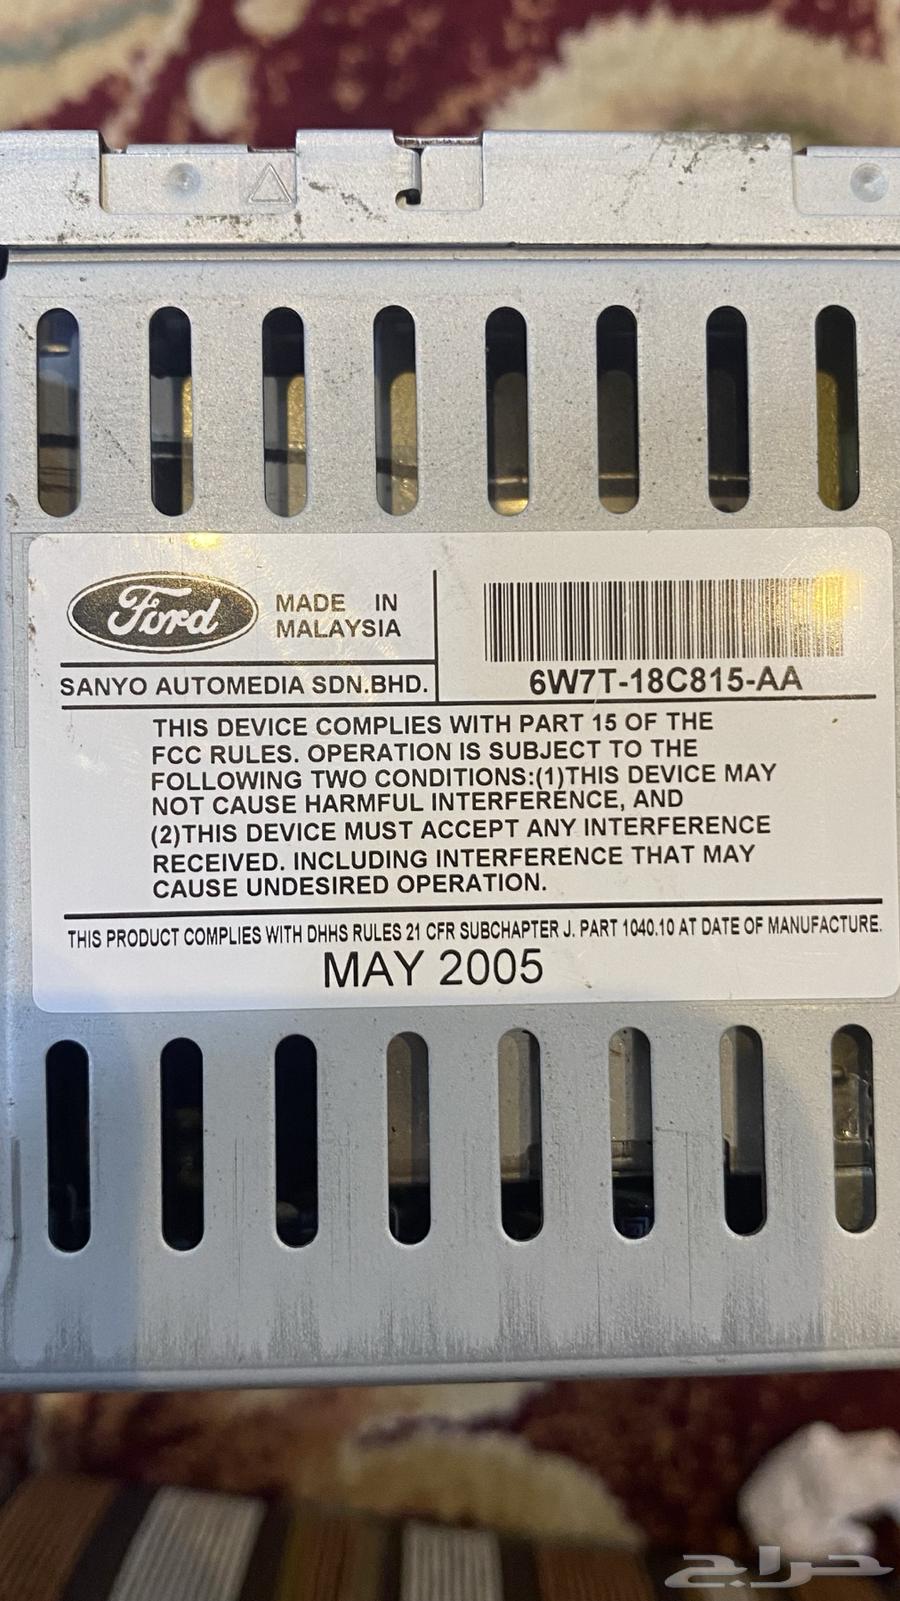 Ford
MADE IN
MALAYSIA
SANYO AUTOMEDIA SDN.BHD.
6W7T-18C815-AA
THIS DEVICE COMPLIES WITH PART 15 OF THE
FCC RULES. OPERATION IS SUBJECT TO THE
FOLLOWING TWO CONDITIONS:(1)THIS DEVICE MAY
NOT CAUSE HARMFUL INTERFERENCE, AND
(2)THIS DEVICE MUST ACCEPT ANY INTERFERENCE
RECEIVED. INCLUDING INTERFERENCE THAT MAY
CAUSE UNDESIRED OPERATION.
THIS PRODUCT COMPLIES WITH DHHS RULES 21 CFR SUBCHAPTER J. PART 1040.10 AT DATE OF MANUFACTURE.
MAY 2005
حراج